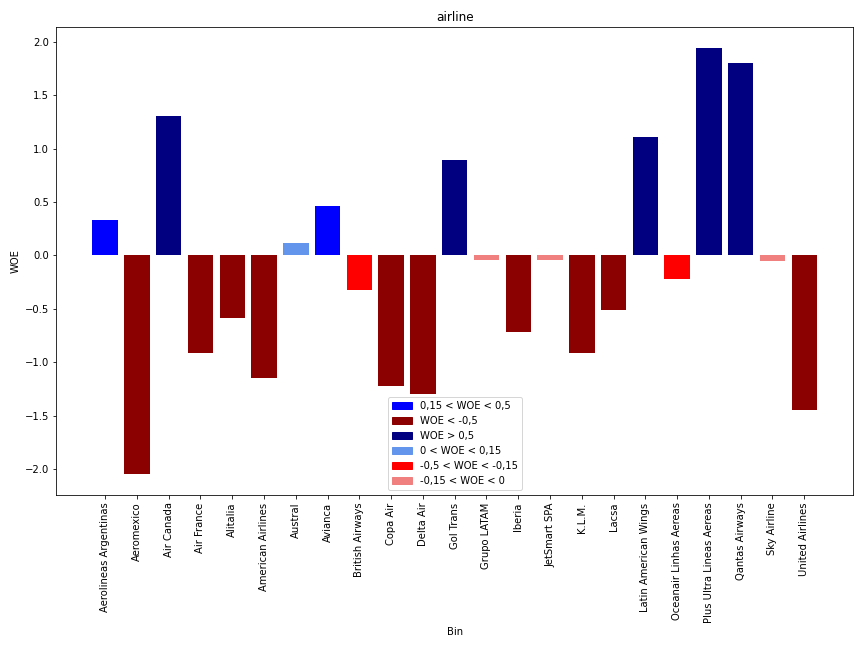 airline
WOE
2.0
1.5
1.0
0.5
0.0
−0.5
−1.0
−1.5
−2.0
0,15 < WOE < 0,5
WOE < -0,5
WOE > 0,5
0 < WOE < 0,15
-0,5 < WOE < -0,15
-0,15 < WOE < 0
Aerolineas Argentinas
Aeromexico
Air Canada
Air France
Alitalia
American Airlines
Austral
Avianca
British Airways
Copa Air
Delta Air
Gol Trans
Grupo LATAM
Iberia
JetSmart SPA
K.L.M.
Lacsa
Latin American Wings
Oceanair Linhas Aereas
Plus Ultra Lineas Aereas
Qantas Airways
Sky Airline
United Airlines
Bin